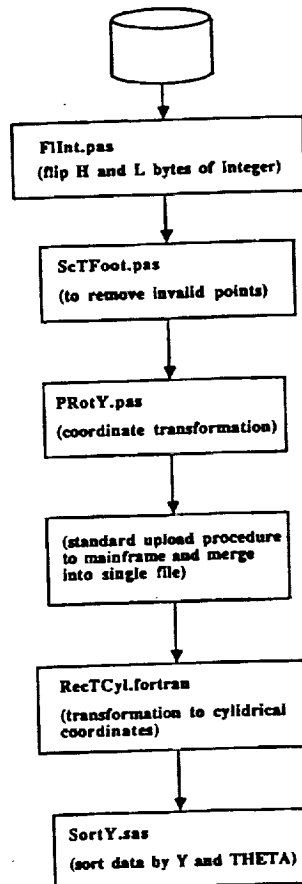 FlInt.pas
(flip H and L bytes of Integer)
ScTFoot.pas
(to remove invalid points)
PRotY.pas
(coordinate transformation)
(standard upload procedure
to mainframe and merge
into single file)
RecTCyl.fortran
(transformation to cylidrical
coordinates)
SortY.sas
(sort data by Y and THETA)